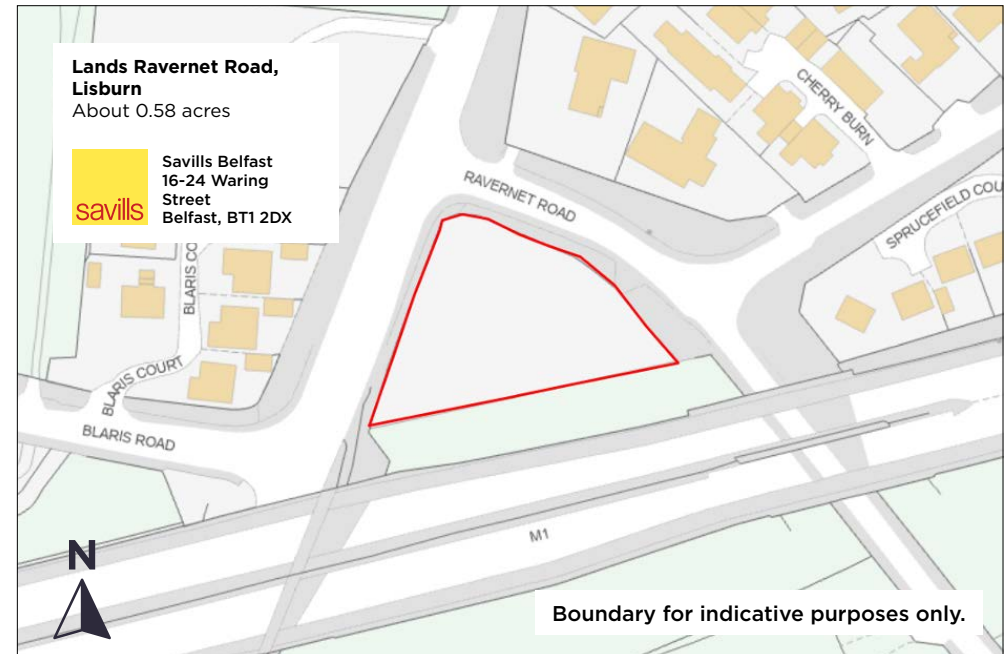 Lands Ravernet Road,
Lisburn
About 0.58 acres
savills
Savills Belfast
16-24 Waring
Street
Belfast, BT1 2DX
CHERRY BURN
RAVERNET ROAD
SPRUCEFIELD COU
BLARIS CO
BLARIS COURT
BLARIS ROAD
M1
N
Boundary for indicative purposes only.